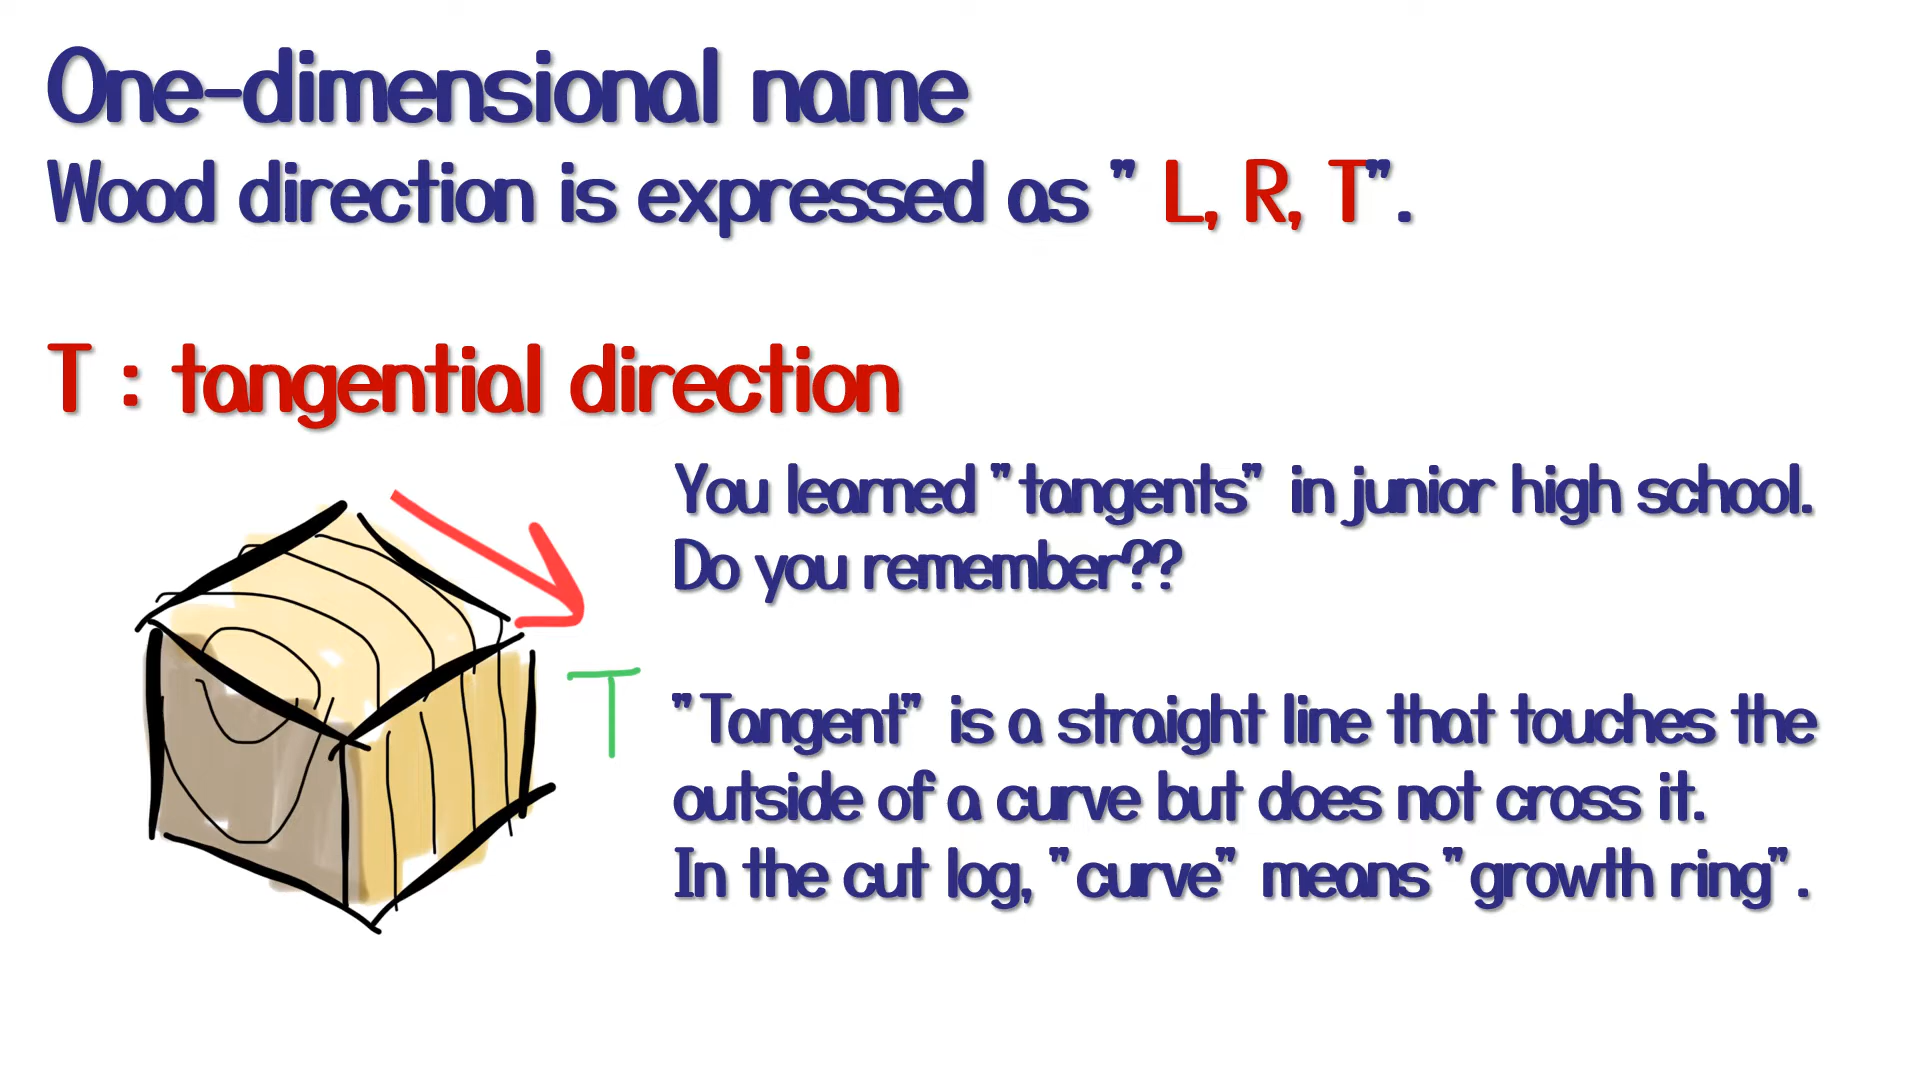 One-dimensional name
Wood direction is expressed as " L, R, T".
T : tangential direction
You learned "tangents" in junior high school.
Do you remember??
T
"Tangent" is a straight line that touches the
outside of a curve but does not cross it.
In the cut log, "curve" means "growth ring".